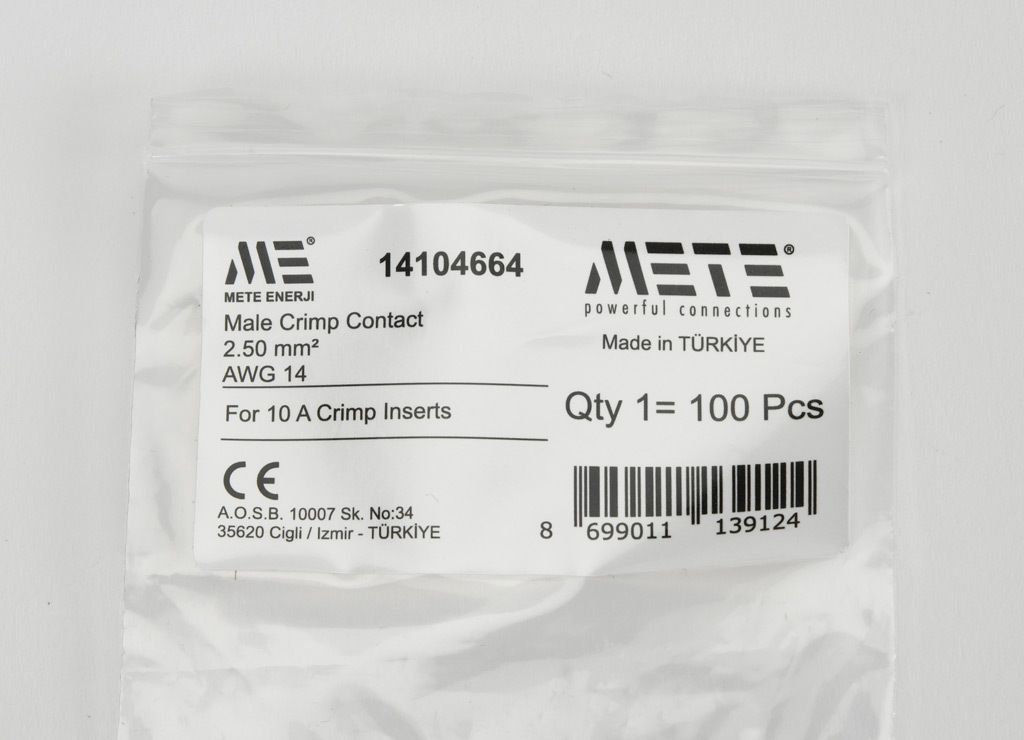 ME®
METE ENERJI
14104664
Male Crimp Contact
2.50 mm²
AWG 14
For 10 A Crimp Inserts
CE
A.O.S.B. 10007 Sk. No:34
35620 Cigli / Izmir - TÜRKİYE
METE®
powerful connections
Made in TÜRKİYE
Qty 1= 100 Pcs
8 699011 139124